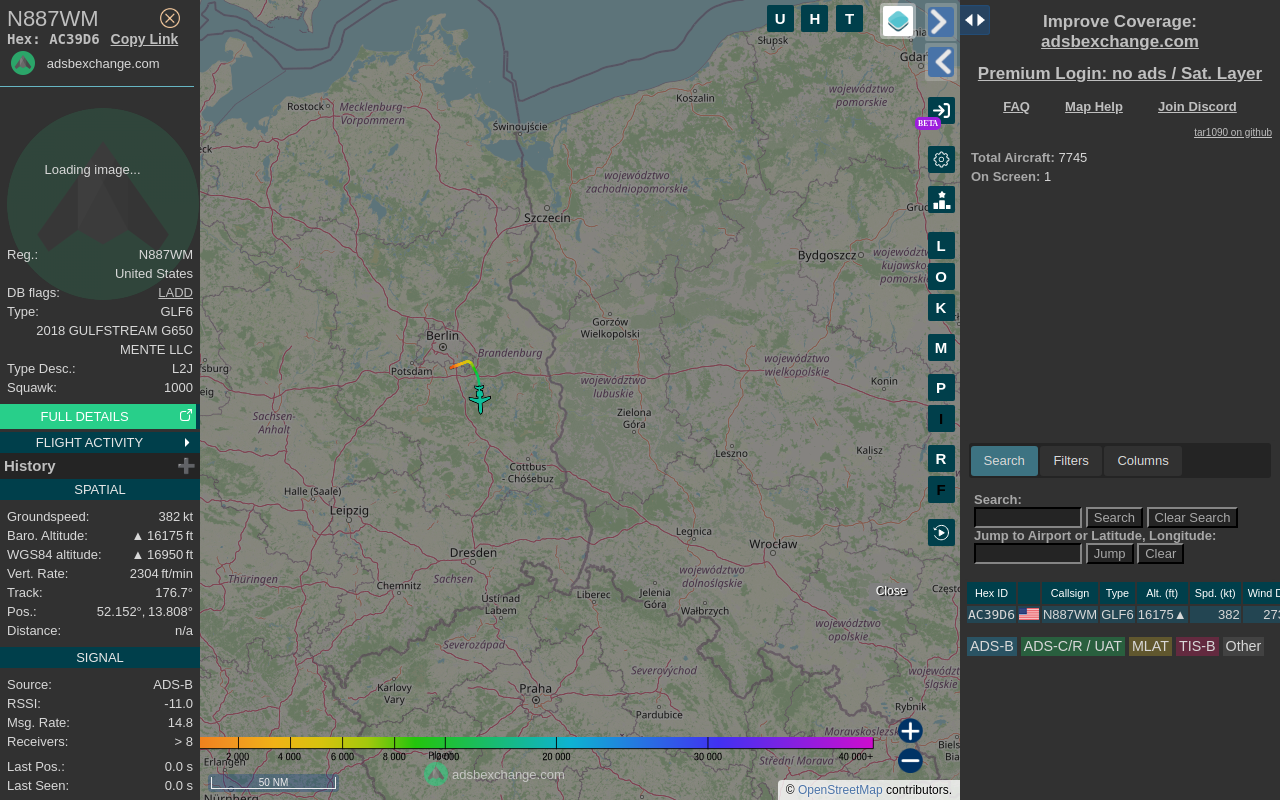 N887WM
Hex: AC39D6 Copy Link
adsbexchange.com
Loading image...
Reg.: N887WM
United States
DB flags: LADD
Type: GLF6
2018 GULFSTREAM G650
MENTE LLC
Type Desc.: L2J
Squawk: 1000
FULL DETAILS
FLIGHT ACTIVITY
History
SPATIAL
Groundspeed: 382 kt
Baro. Altitude: ▲ 16175 ft
WGS84 altitude: ▲ 16950 ft
Vert. Rate: 2304 ft/min
Track: 176.7°
Pos.: 52.152°, 13.808°
Distance: n/a
SIGNAL
Source: ADS-B
RSSI: -11.0
Msg. Rate: 14.8
Receivers: > 8
Last Pos.: 0.0 s
Last Seen: 0.0 s
U H T
BETA
L
O
K
M
P
I
R
F
Słupsk
Gdań
Koszalin
województwo
pomorskie
Rostock
Mecklenburg
Vorpommern
Świnoujście
województwo
zachodniopomorskie
Szczecin
Bydgoszcz
Gorzów
Wielkopolski
Berlin
Brandenburg
Potsdam
województwo
lubuskie
województwo
wielkopolskie
Konin
Zielona
Góra
Sachsen-
Anhalt
Leszno
Kalisz
Cottbus
- Chóśebuz
Halle (Saale)
Leipzig
Legnica
Wrocław
Dresden
Sachsen
Thüringen
Chemnitz
Ústí nad
Labem
Liberec
Jelenia
Góra
województwo
dolnośląskie
Wałbrzych
Close
województwo
opolskie
Severozápad
Severovýchod
Karlovy
Vary
Praha
Pardubice
Rybnik
Střední Morava
2 000 4 000 6 000 8 000 20 000 30 000 40 000+
Erlangen
50 NM
adsbexchange.com
Nürnberg
© OpenStreetMap contributors.
Improve Coverage:
adsbexchange.com
Premium Login: no ads / Sat. Layer
FAQ Map Help Join Discord
tar1090 on github
Total Aircraft: 7745
On Screen: 1
Search Filters Columns
Search:
Search Clear Search
Jump to Airport or Latitude, Longitude:
Jump Clear
Hex ID Callsign Type Alt. (ft) Spd. (kt) Wind D
AC39D6 N887WM GLF6 16175▲ 382 273
ADS-B ADS-C/R / UAT MLAT TIS-B Other